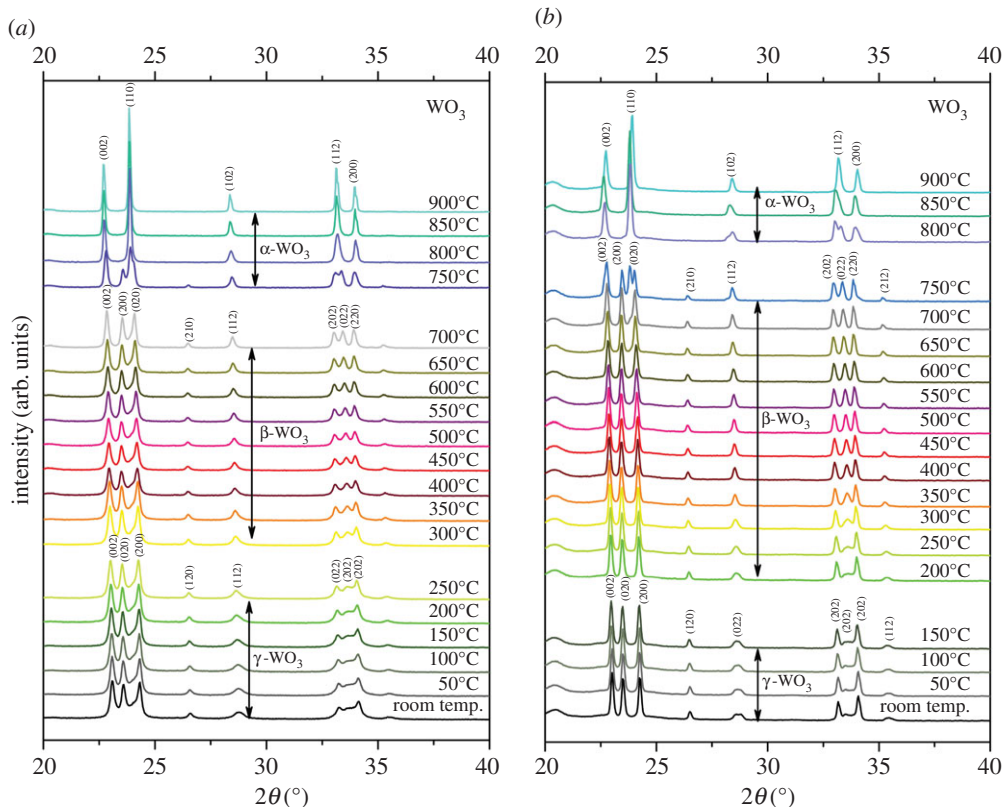 (a)
20 25 30 35 40
WO3
(110)
(002)
(112)
(200)
(102)
900°C
850°C
α-WO3
800°C
750°C
(002)
(200)
(020)
(210)
(112)
(202)
(022)
(220)
700°C
650°C
600°C
550°C
β-WO3
500°C
450°C
400°C
350°C
300°C
(002)
(020)
(200)
(120)
(112)
(022)
(202)
(202)
250°C
200°C
150°C
γ-WO3
100°C
50°C
room temp.
20 25 30 35 40
2θ(°)
intensity (arb. units)
(b)
20 25 30 35 40
WO3
(110)
(002)
(112)
(200)
(102)
900°C
α-WO3
850°C
800°C
(002)
(200)
(020)
(210)
(112)
(202)
(022)
(220)
(212)
750°C
700°C
650°C
600°C
550°C
β-WO3
500°C
450°C
400°C
350°C
300°C
250°C
200°C
(002)
(020)
(200)
(120)
(022)
(202)
(202)
(202)
(112)
150°C
100°C
γ-WO3
50°C
room temp.
20 25 30 35 40
2θ(°)